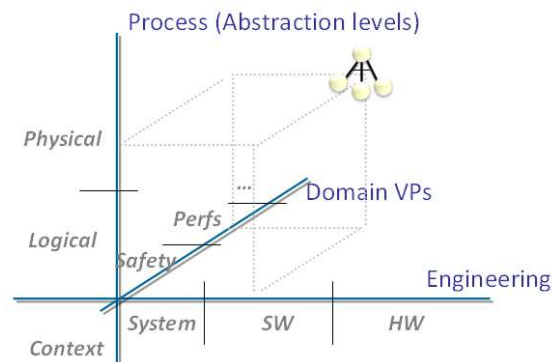 Process (Abstraction levels)
Physical
...
Domain VPs
Perfs
Logical
Safety
Engineering
System
SW
HW
Context